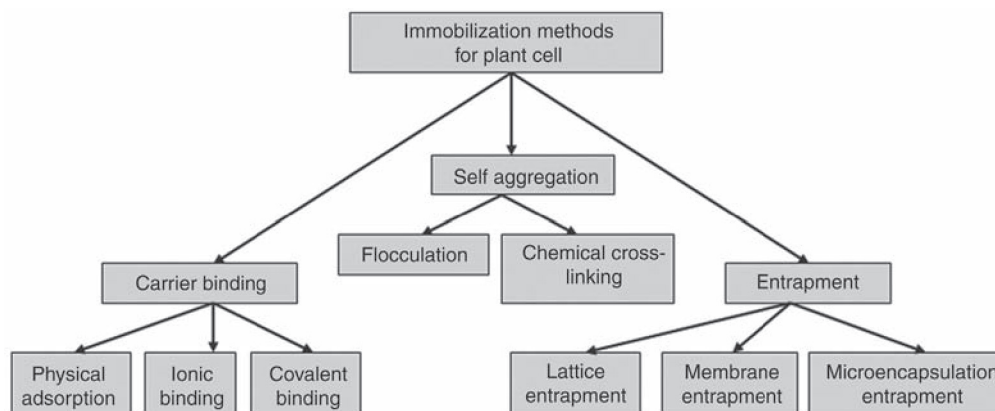 Immobilization methods
for plant cell
Self aggregation
Flocculation
Chemical cross-
linking
Carrier binding
Entrapment
Physical
adsorption
Ionic
binding
Covalent
binding
Lattice
entrapment
Membrane
entrapment
Microencapsulation
entrapment